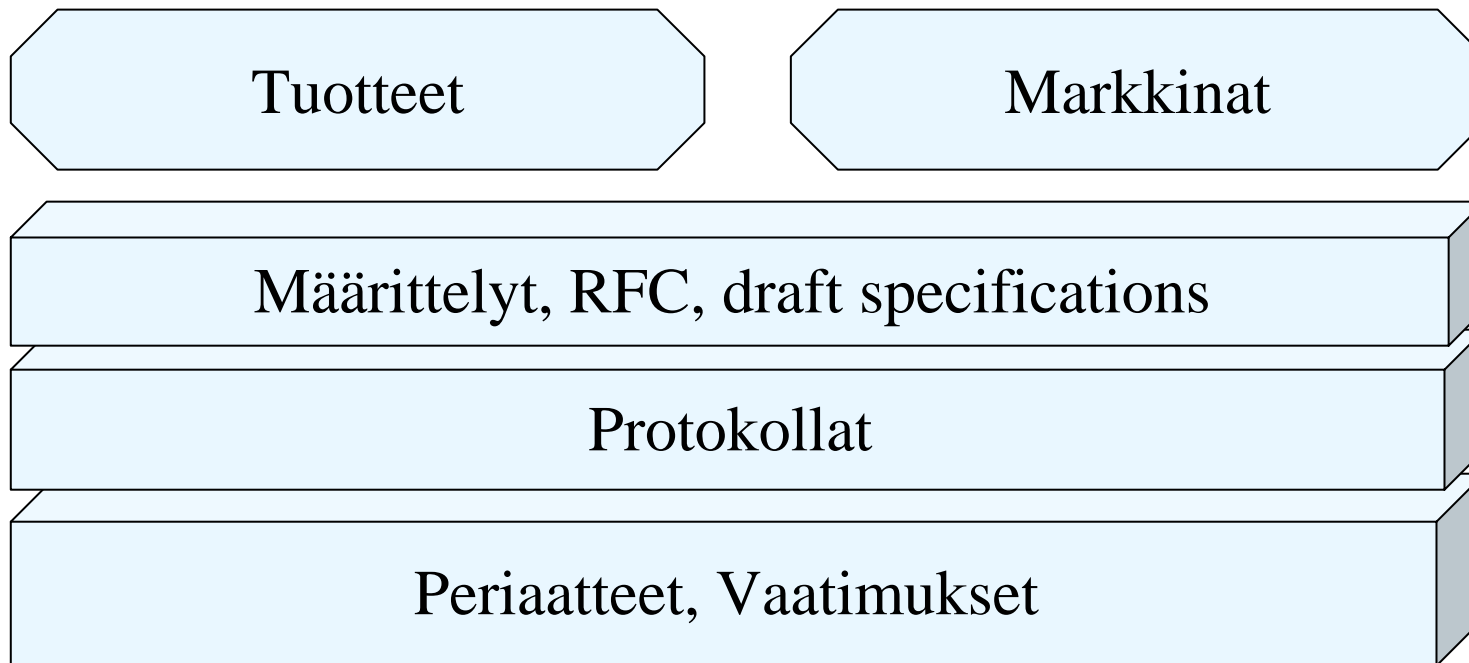 Tuotteet
Markkinat
Määrittelyt, RFC, draft specifications
Protokollat
Periaatteet, Vaatimukset